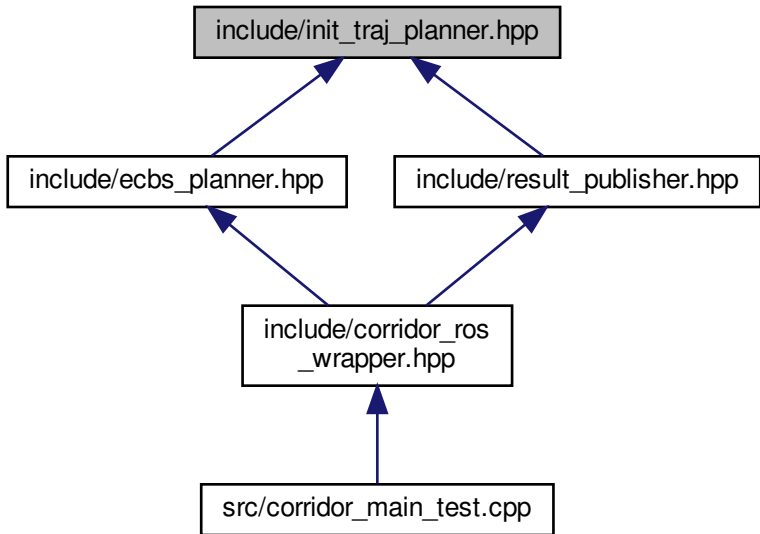 include/init_traj_planner.hpp
include/ecbs_planner.hpp
include/result_publisher.hpp
include/corridor_ros
_wrapper.hpp
src/corridor_main_test.cpp